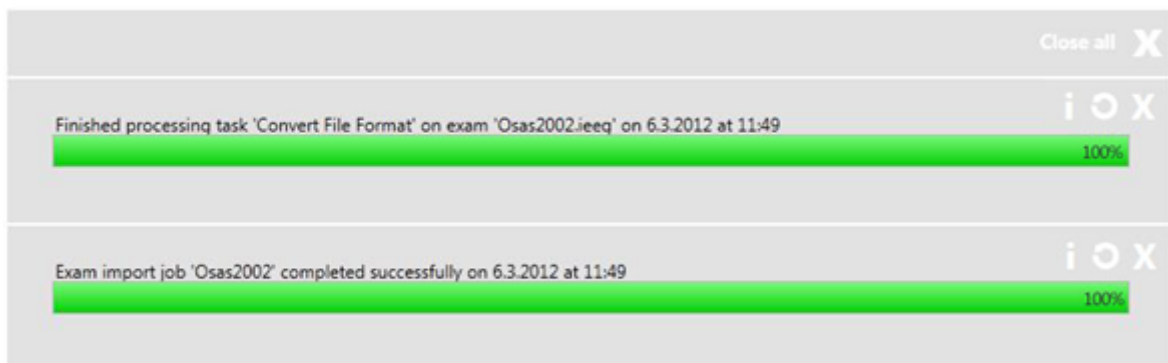 Close all X
i X
Finished processing task 'Convert File Format' on exam 'Osas2002.ieeg' on 6.3.2012 at 11:49
100%
i X
Exam import job 'Osas2002' completed successfully on 6.3.2012 at 11:49
100%